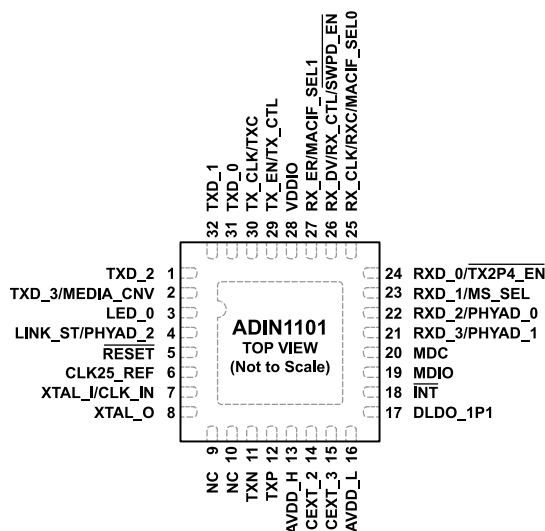 32 TXD_1
31 TXD_0
30 TX_CLK/TXC
29 TX_EN/TX_CTL
28 VDDIO
27 RX_ER/MACIF_SEL1
26 RX_DV/RX_CTL/SWPD_EN
25 RX_CLK/RXC/MACIF_SEL0
TXD_2 1
TXD_3/MEDIA_CNV 2
LED_0 3
LINK_ST/PHYAD_2 4
RESET 5
CLK25_REF 6
XTAL_I/CLK_IN 7
XTAL_O 8
ADIN1101
TOP VIEW
(Not to Scale)
24 RXD_0/TX2P4_EN
23 RXD_1/MS_SEL
22 RXD_2/PHYAD_0
21 RXD_3/PHYAD_1
20 MDC
19 MDIO
18 INT
17 DLDO_1P1
NC 9
NC 10
TXN 11
TXP 12
AVDD_H 13
CEXT_2 14
CEXT_3 15
AVDD_L 16